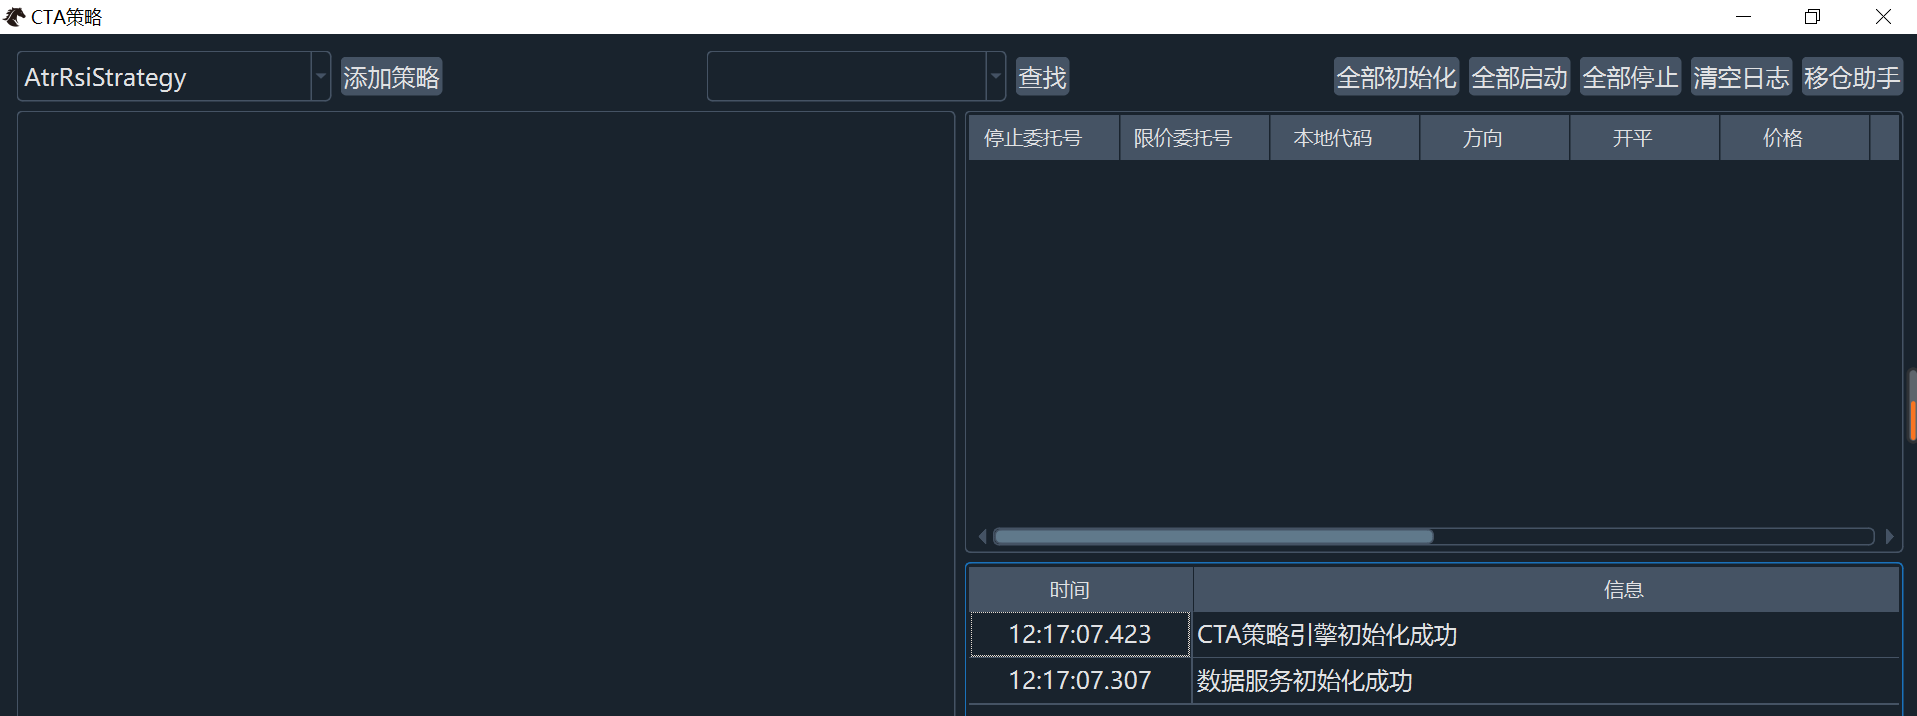 CTA策略
AtrRsiStrategy 添加策略 查找 全部初始化 全部启动 全部停止 清空日志 移仓助手
停止委托号 限价委托号 本地代码 方向 开平 价格
时间 信息
12:17:07.423 CTA策略引擎初始化成功
12:17:07.307 数据服务初始化成功